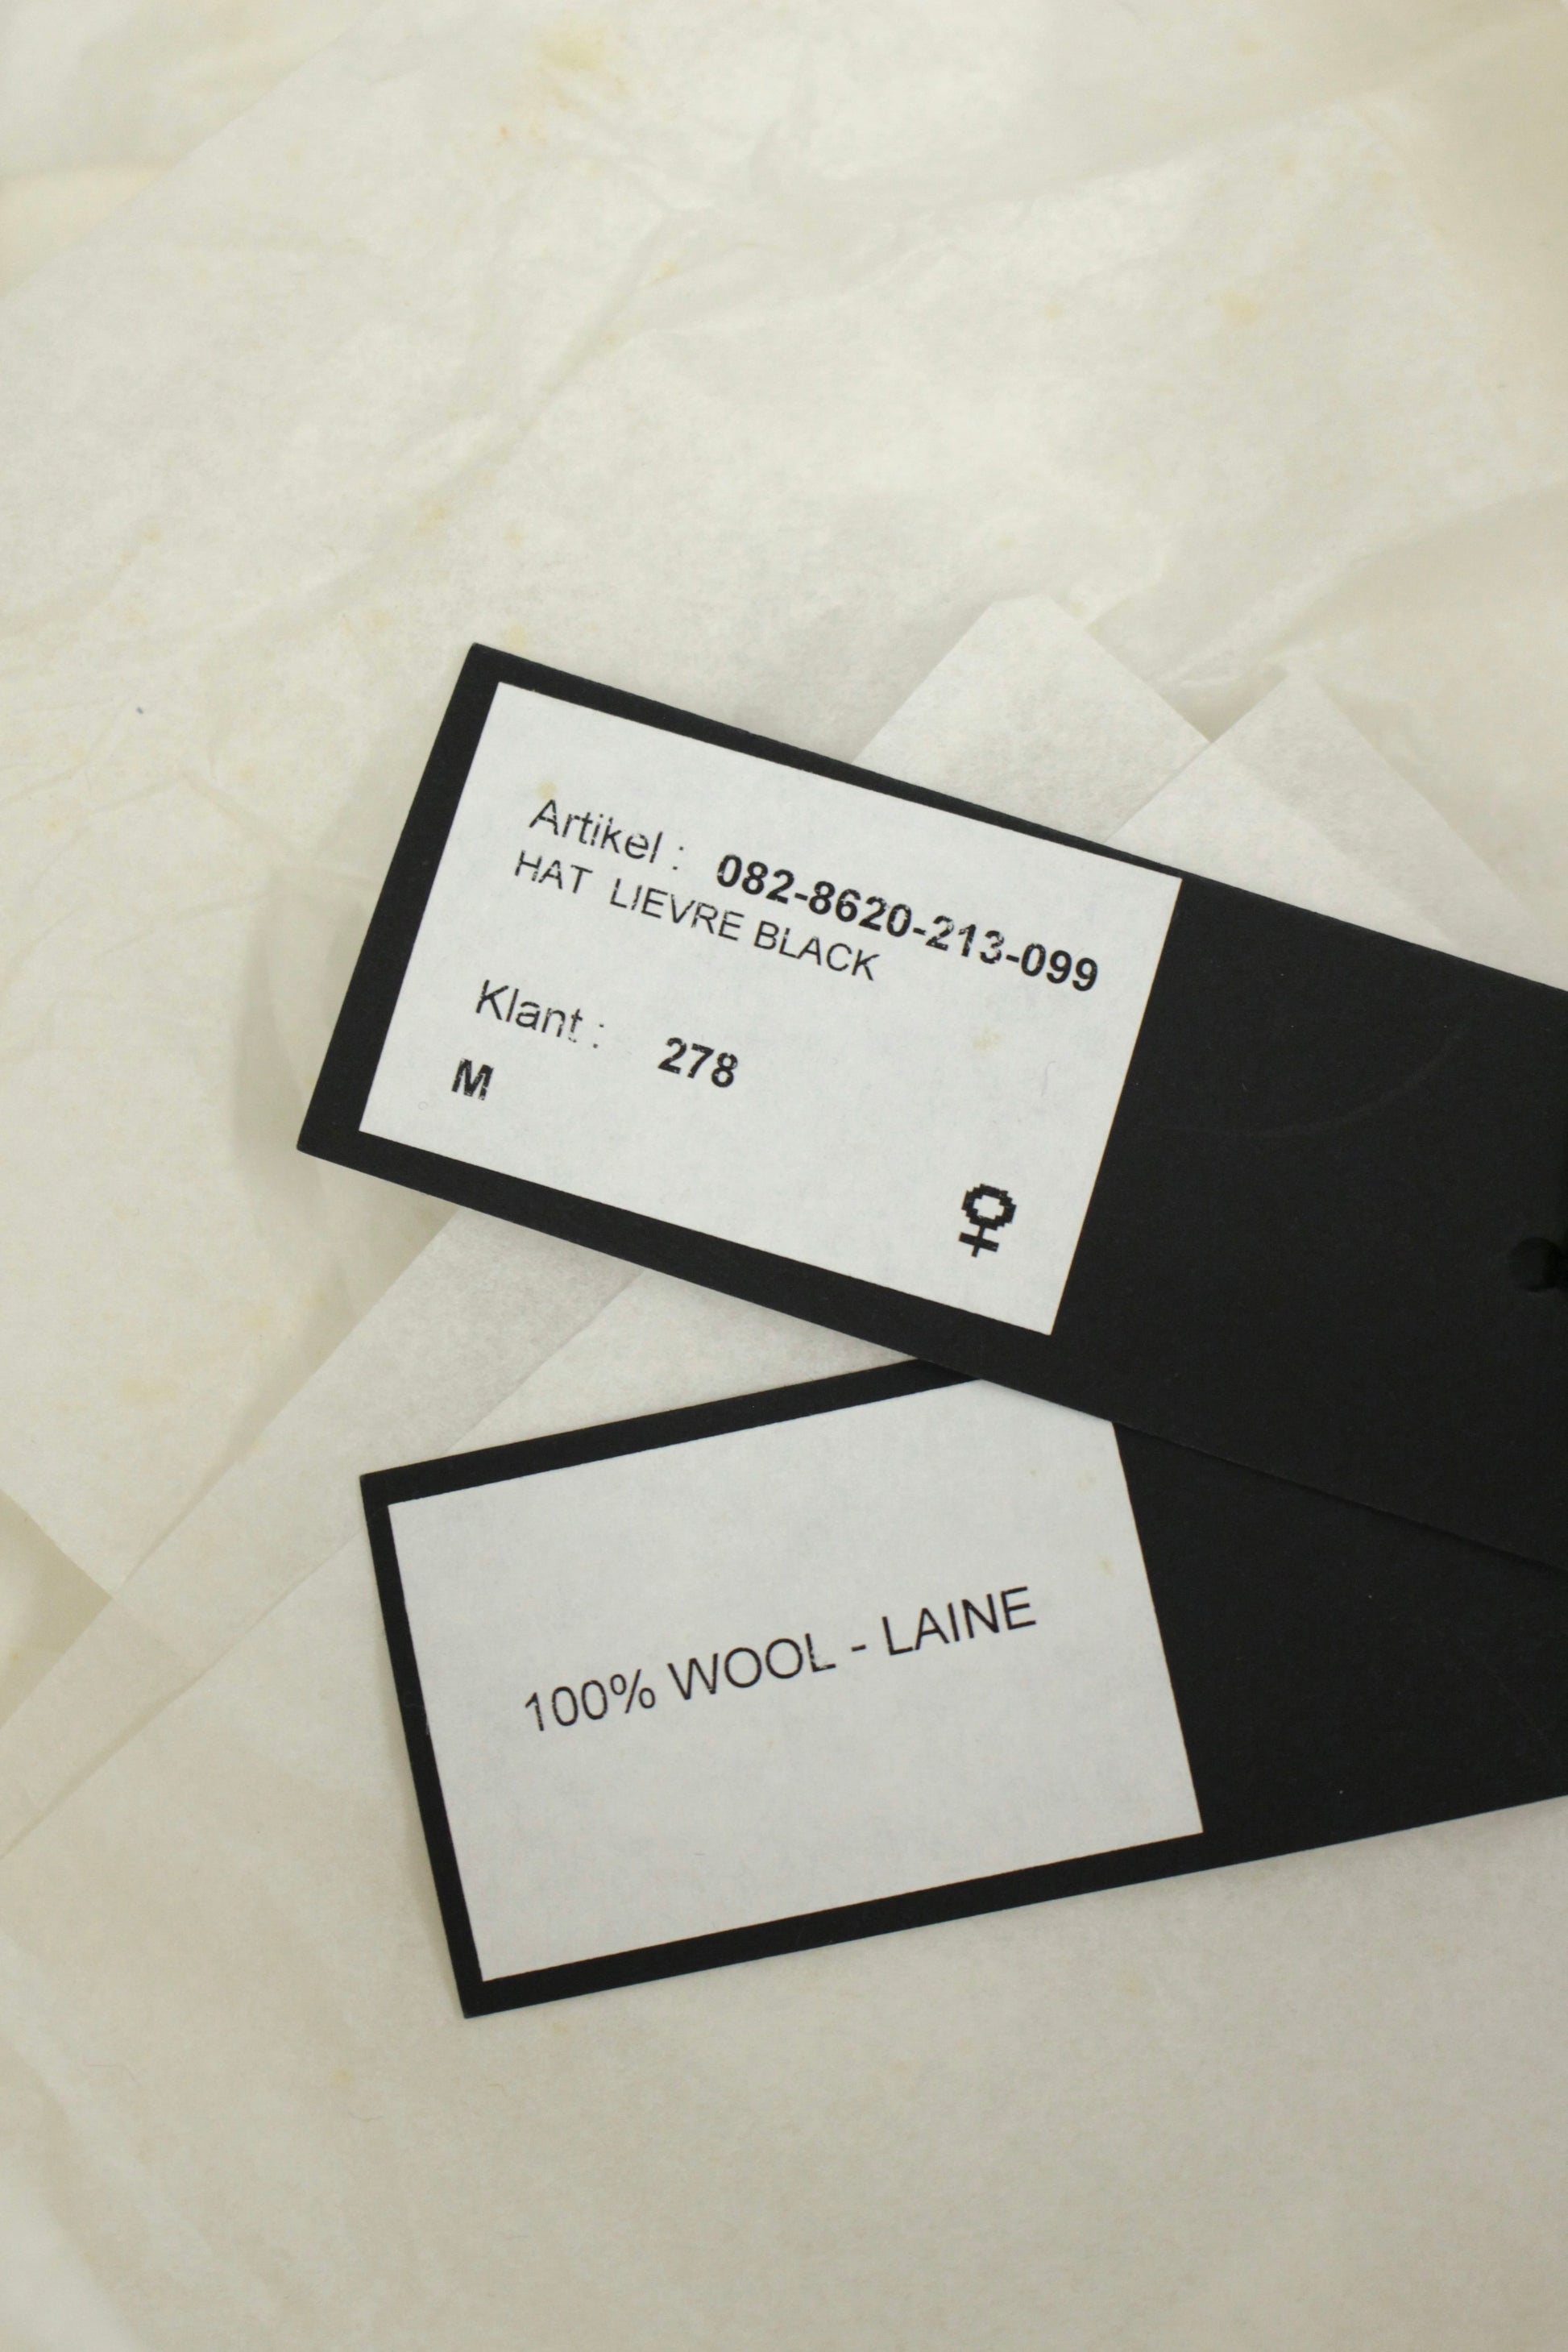 Artikel : 082-8620-213-099
HAT LIEVRE BLACK
Klant : 278
M
♀
100% WOOL - LAINE